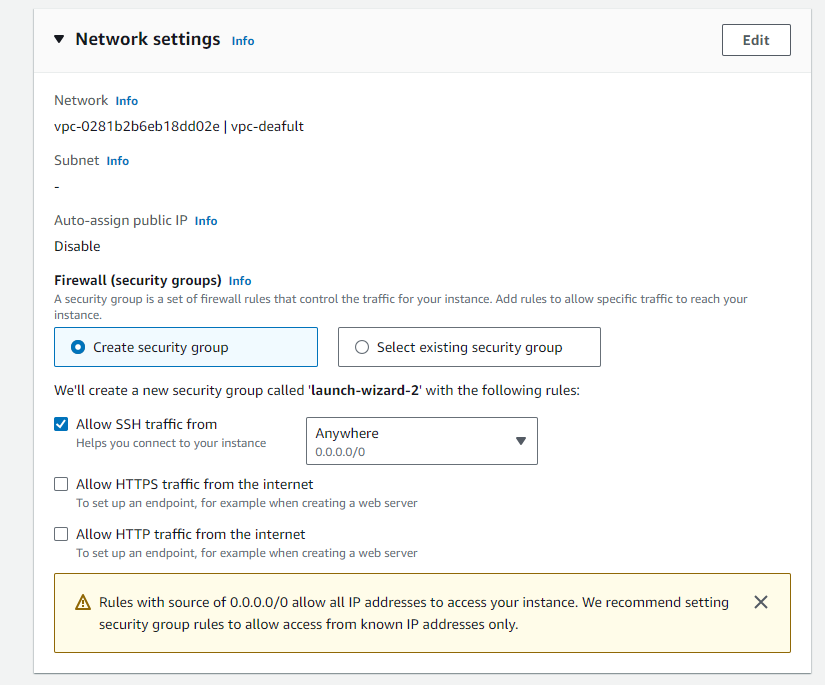 Network settings Info
Edit
Network Info
vpc-0281b2b6eb18dd02e | vpc-deafult
Subnet Info
-
Auto-assign public IP Info
Disable
Firewall (security groups) Info
A security group is a set of firewall rules that control the traffic for your instance. Add rules to allow specific traffic to reach your
instance.
Create security group
Select existing security group
We'll create a new security group called 'launch-wizard-2' with the following rules:
Allow SSH traffic from
Helps you connect to your instance
Anywhere
0.0.0.0/0
Allow HTTPS traffic from the internet
To set up an endpoint, for example when creating a web server
Allow HTTP traffic from the internet
To set up an endpoint, for example when creating a web server
Rules with source of 0.0.0.0/0 allow all IP addresses to access your instance. We recommend setting
security group rules to allow access from known IP addresses only.